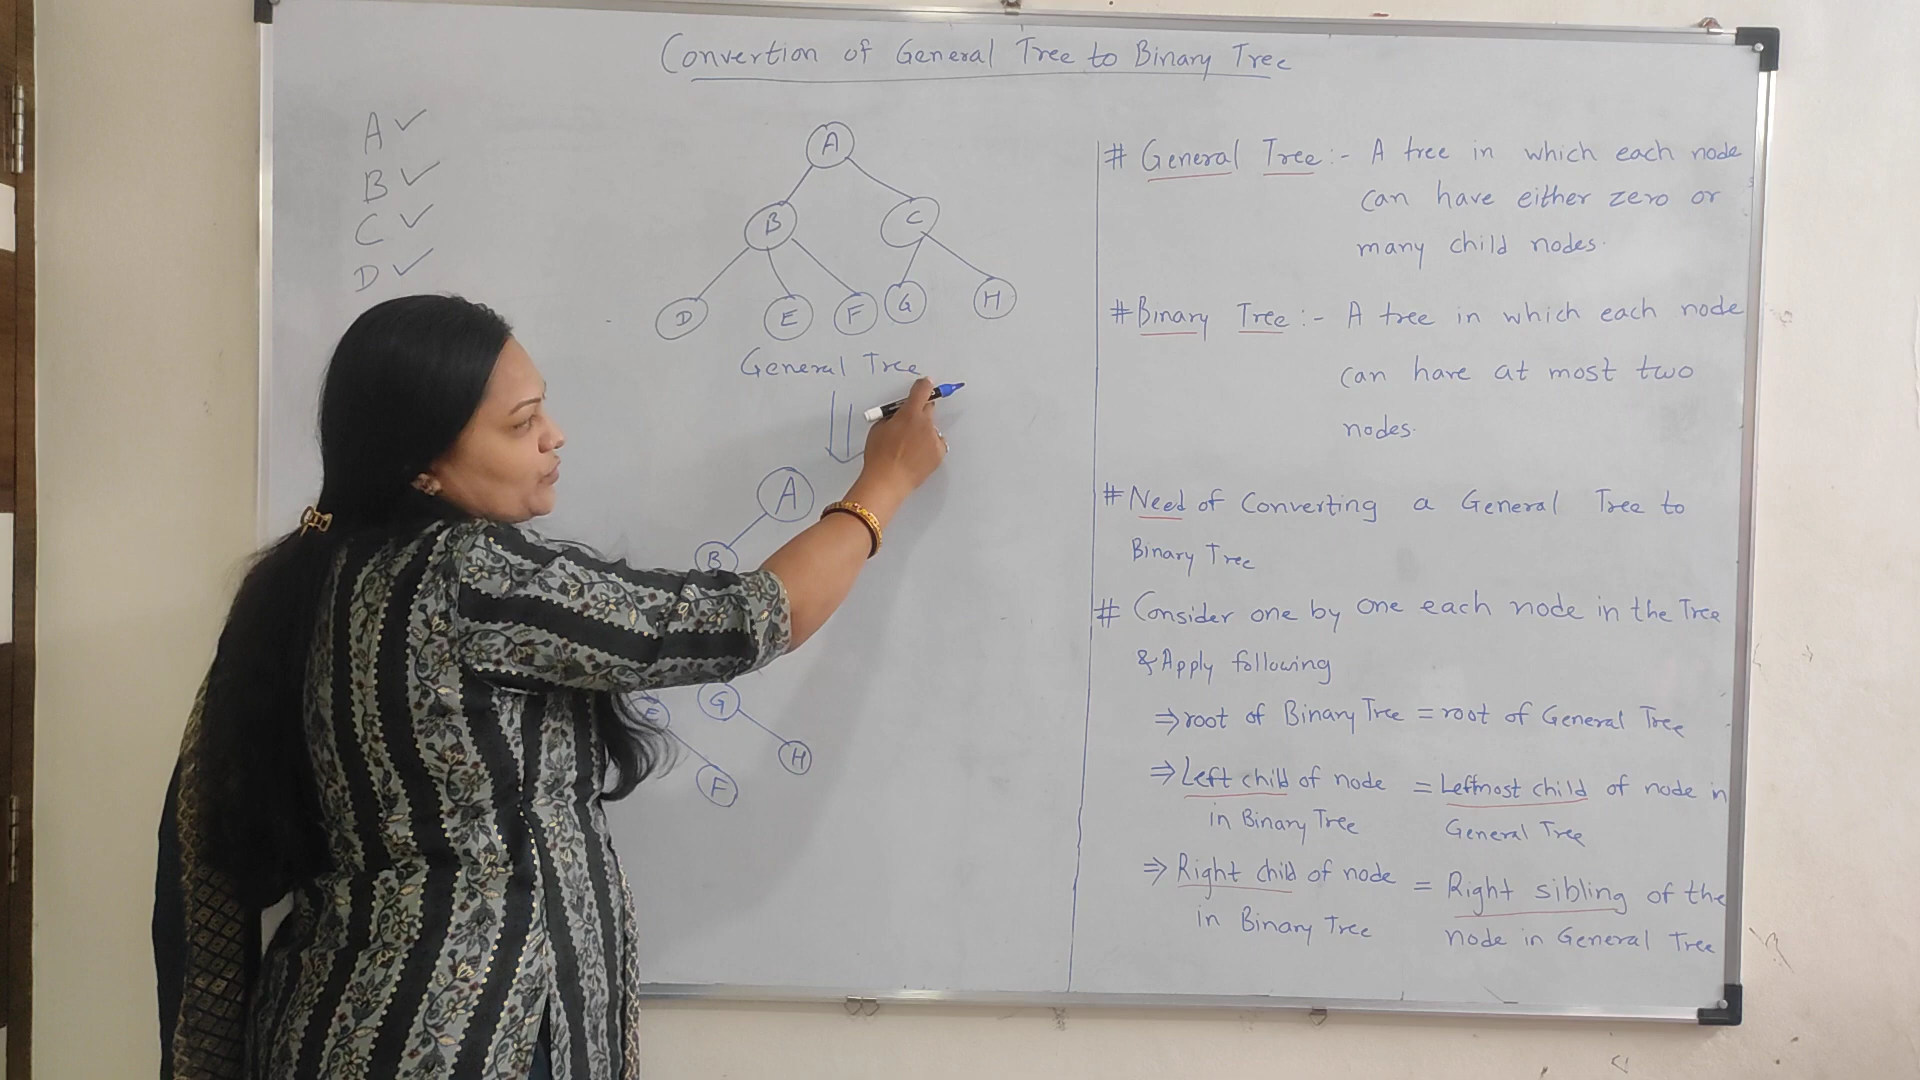 Convertion of General Tree to Binary Tree
A ✓
B ✓
C ✓
D ✓
A
B C
D E F G H
General Tree
A
B
E G
H
F
# General Tree :- A tree in which each node
can have either zero or
many child nodes.
# Binary Tree :- A tree in which each node
can have at most two
nodes.
# Need of Converting a General Tree to
Binary Tree
# Consider one by one each node in the Tree
& Apply following
⇒ root of Binary Tree = root of General Tree
⇒ Left child of node = Leftmost child of node in
in Binary Tree General Tree
⇒ Right child of node = Right sibling of the
in Binary Tree node in General Tree